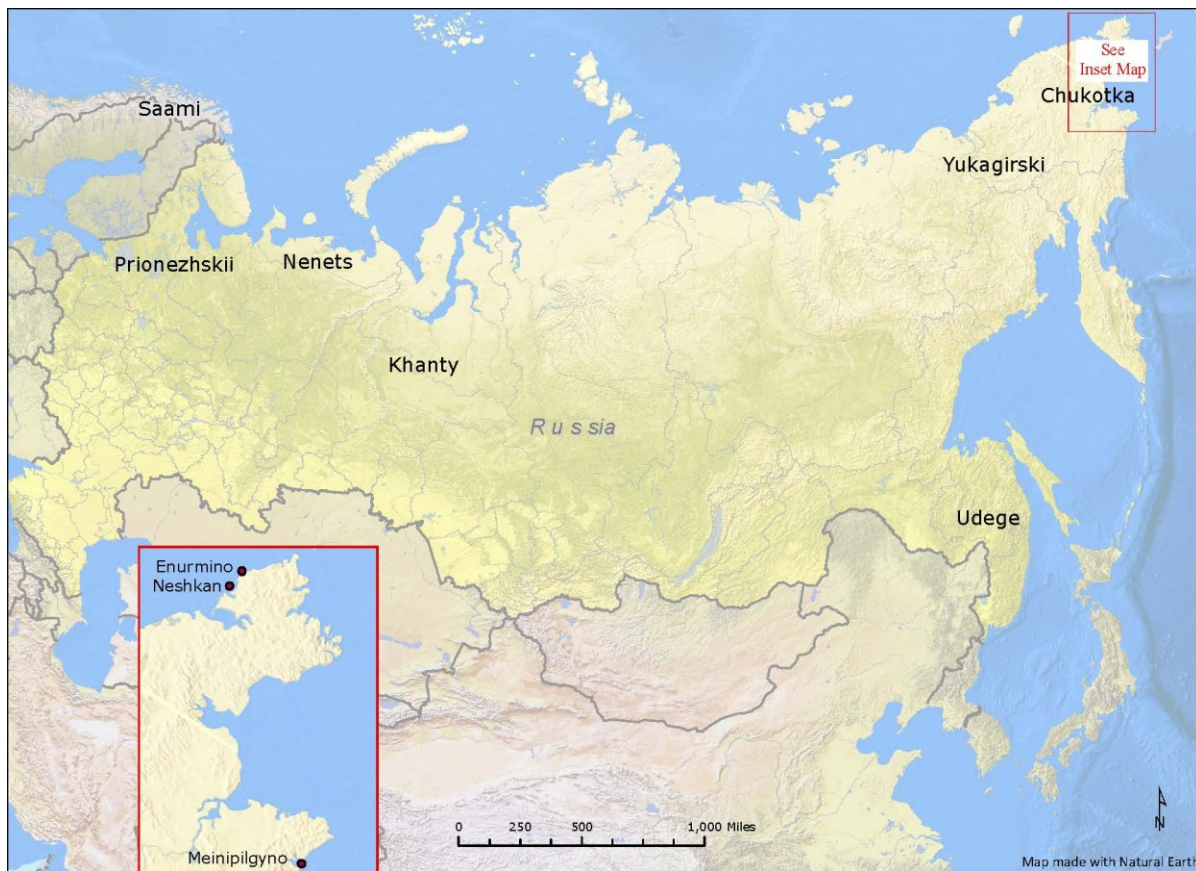 See
Inset Map
Chukotka
Saami
Yukagirski
Prionezhskii
Nenets
Khanty
Russia
Udege
Enurmino
Neshkan
Meinipilgyno
0 250 500 1,000 Miles
Map made with Natural Earth